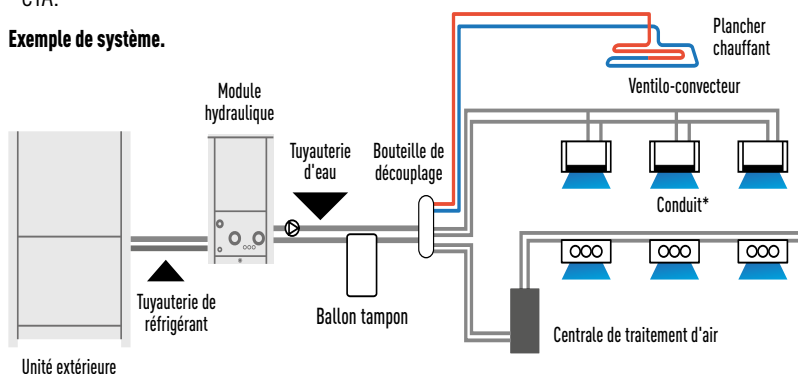 CTA.
Exemple de système.
Plancher
chauffant
Ventilo-convecteur
Module
hydraulique
Tuyauterie
d'eau
Bouteille de
découplage
Conduit*
Tuyauterie de
réfrigérant
Ballon tampon
Centrale de traitement d'air
Unité extérieure